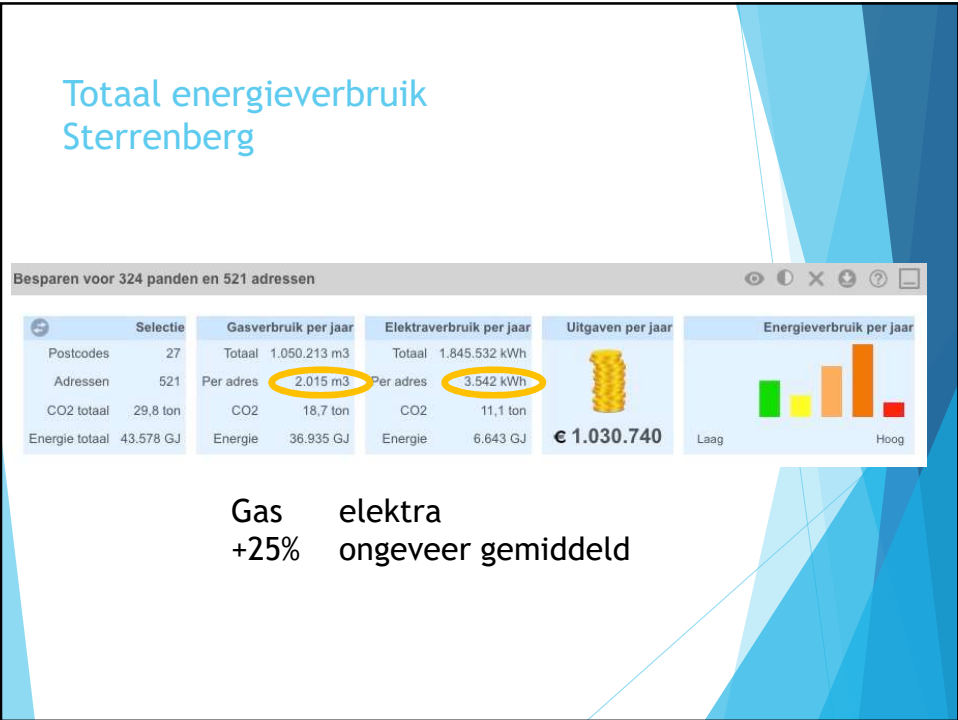 Totaal energieverbruik
Sterrenberg
Besparen voor 324 panden en 521 adressen
Selectie
Postcodes 27
Adressen 521
CO2 totaal 29,8 ton
Energie totaal 43.578 GJ
Gasverbruik per jaar
Totaal 1.050.213 m3
Per adres 2.015 m3
CO2 18,7 ton
Energie 36.935 GJ
Elektraverbruik per jaar
Totaal 1.845.532 kWh
Per adres 3.542 kWh
CO2 11,1 ton
Energie 6.643 GJ
Uitgaven per jaar
€ 1.030.740
Energieverbruik per jaar
Laag Hoog
Gas elektra
+25% ongeveer gemiddeld